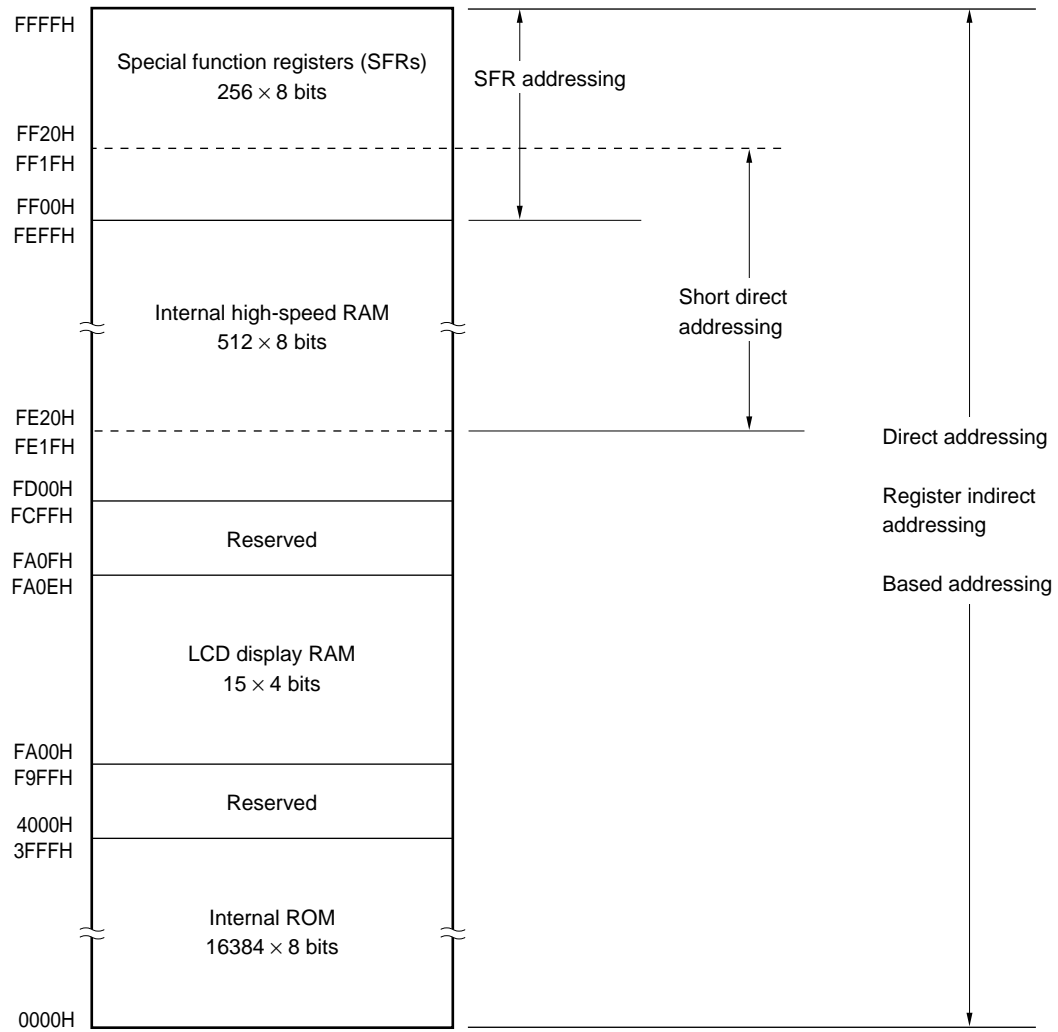 FFFFH
Special function registers (SFRs)
256 × 8 bits
SFR addressing
FF20H
FF1FH
FF00H
FEFFH
Internal high-speed RAM
512 × 8 bits
Short direct
addressing
FE20H
FE1FH
Direct addressing
FD00H
FCFFH
Register indirect
addressing
Reserved
FA0FH
FA0EH
Based addressing
LCD display RAM
15 × 4 bits
FA00H
F9FFH
Reserved
4000H
3FFFH
Internal ROM
16384 × 8 bits
0000H